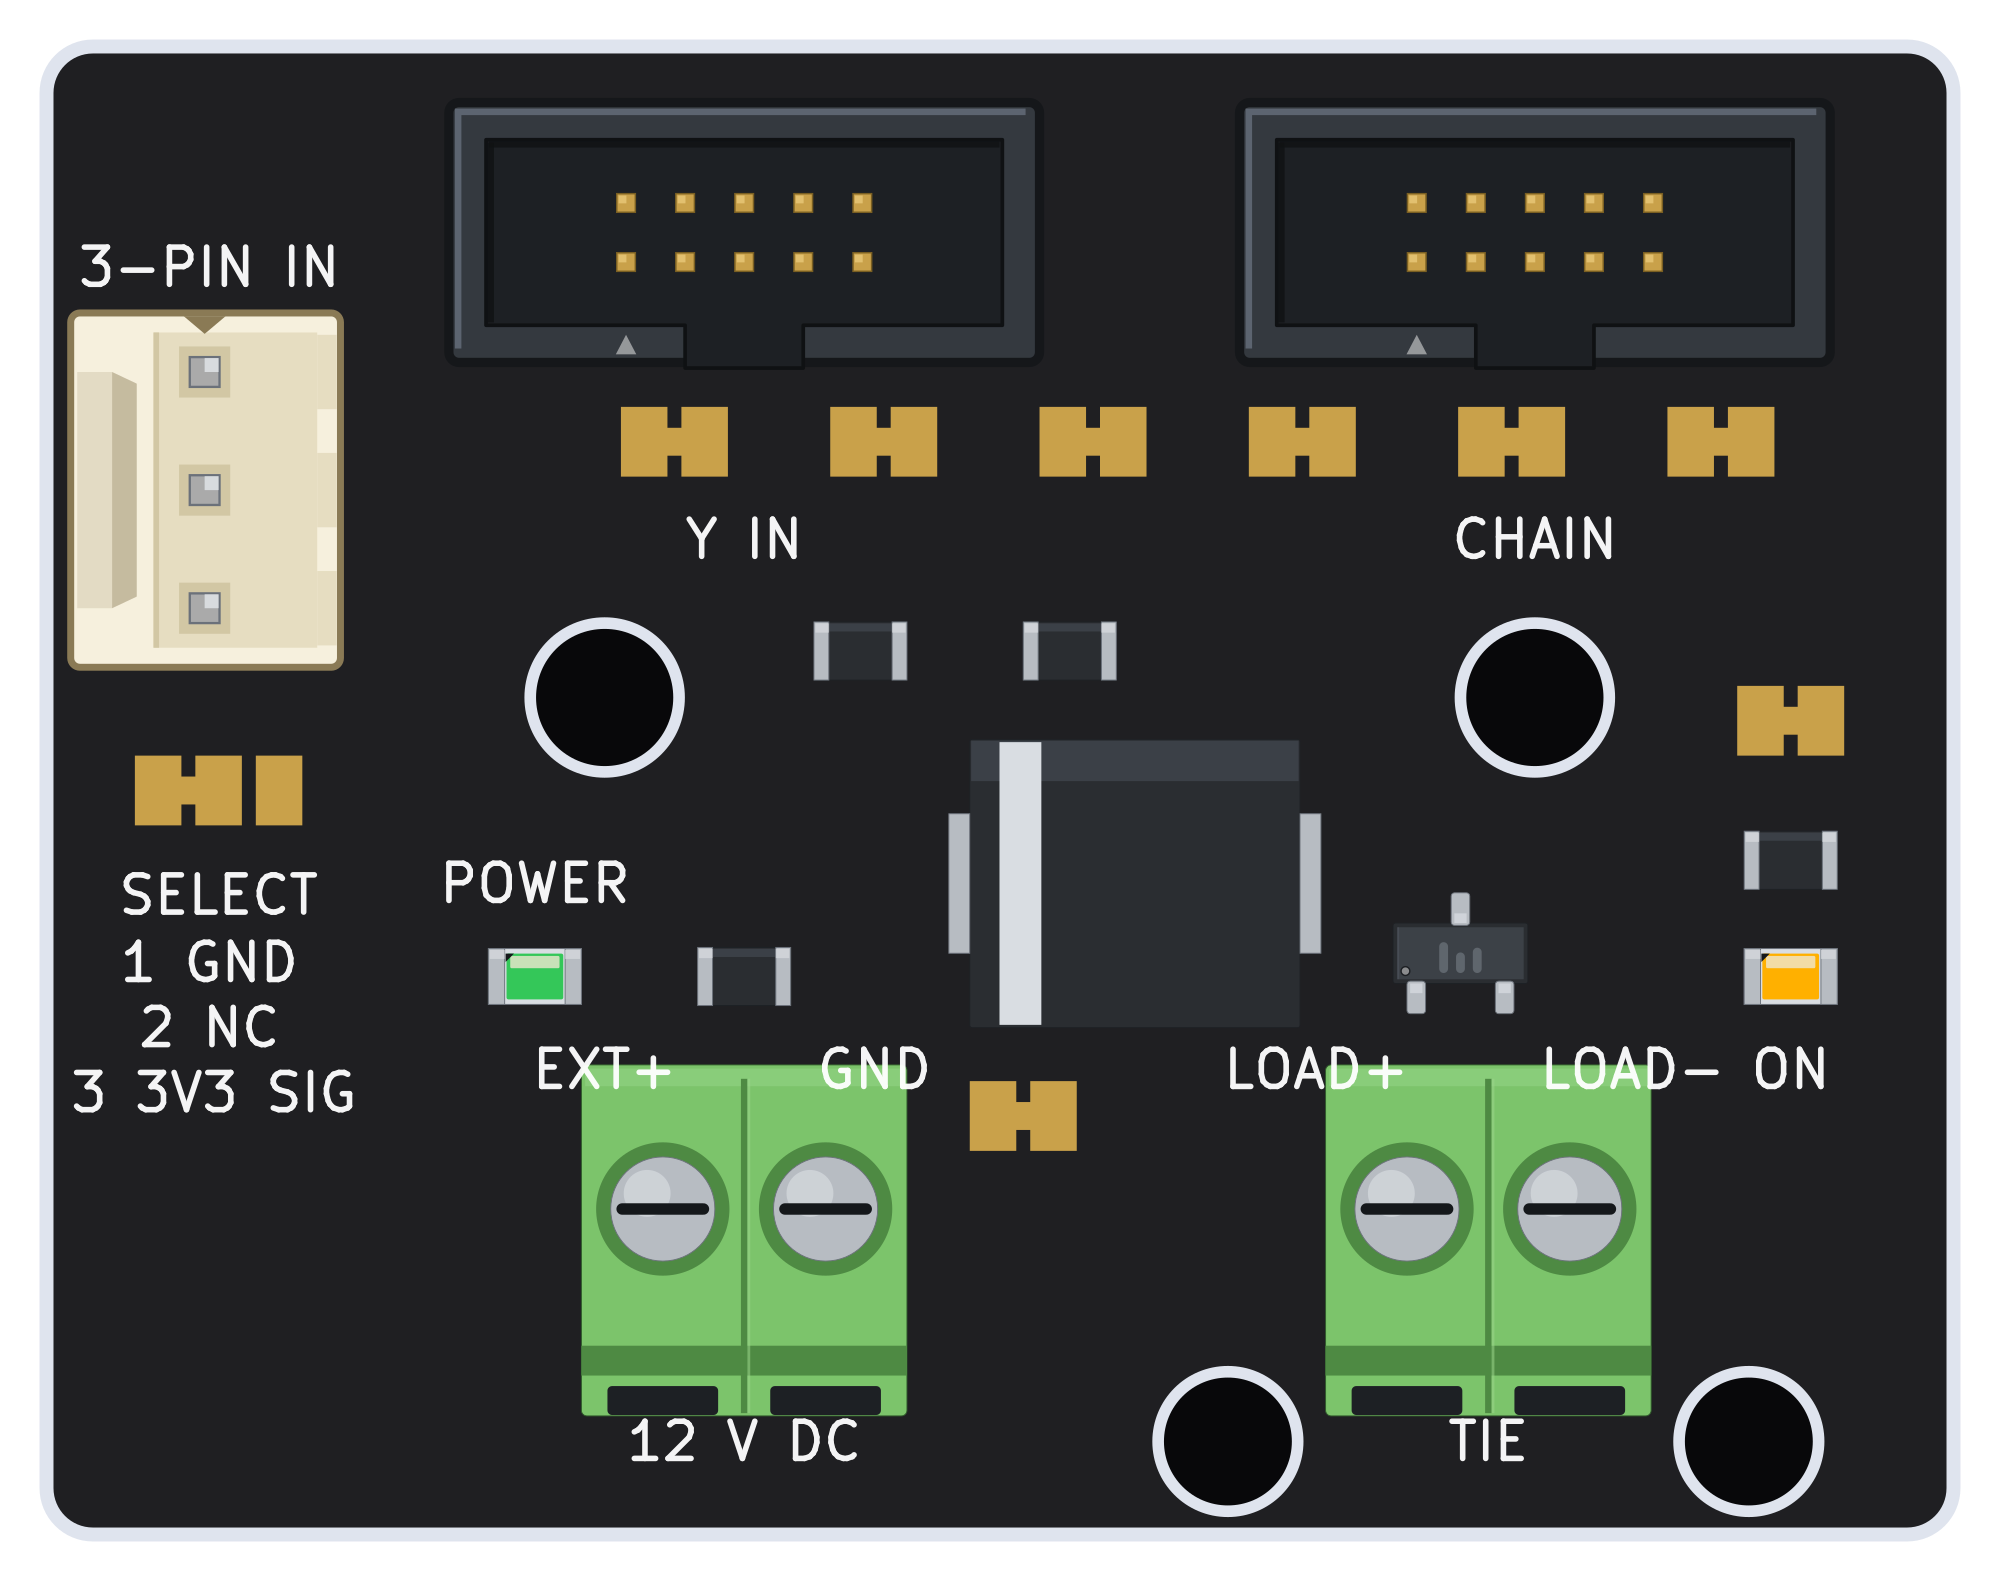 3-PIN IN
Y IN
CHAIN
SELECT
1 GND
2 NC
3 3V3 SIG
POWER
EXT+ GND
LOAD+ LOAD- ON
12 V DC
TIE